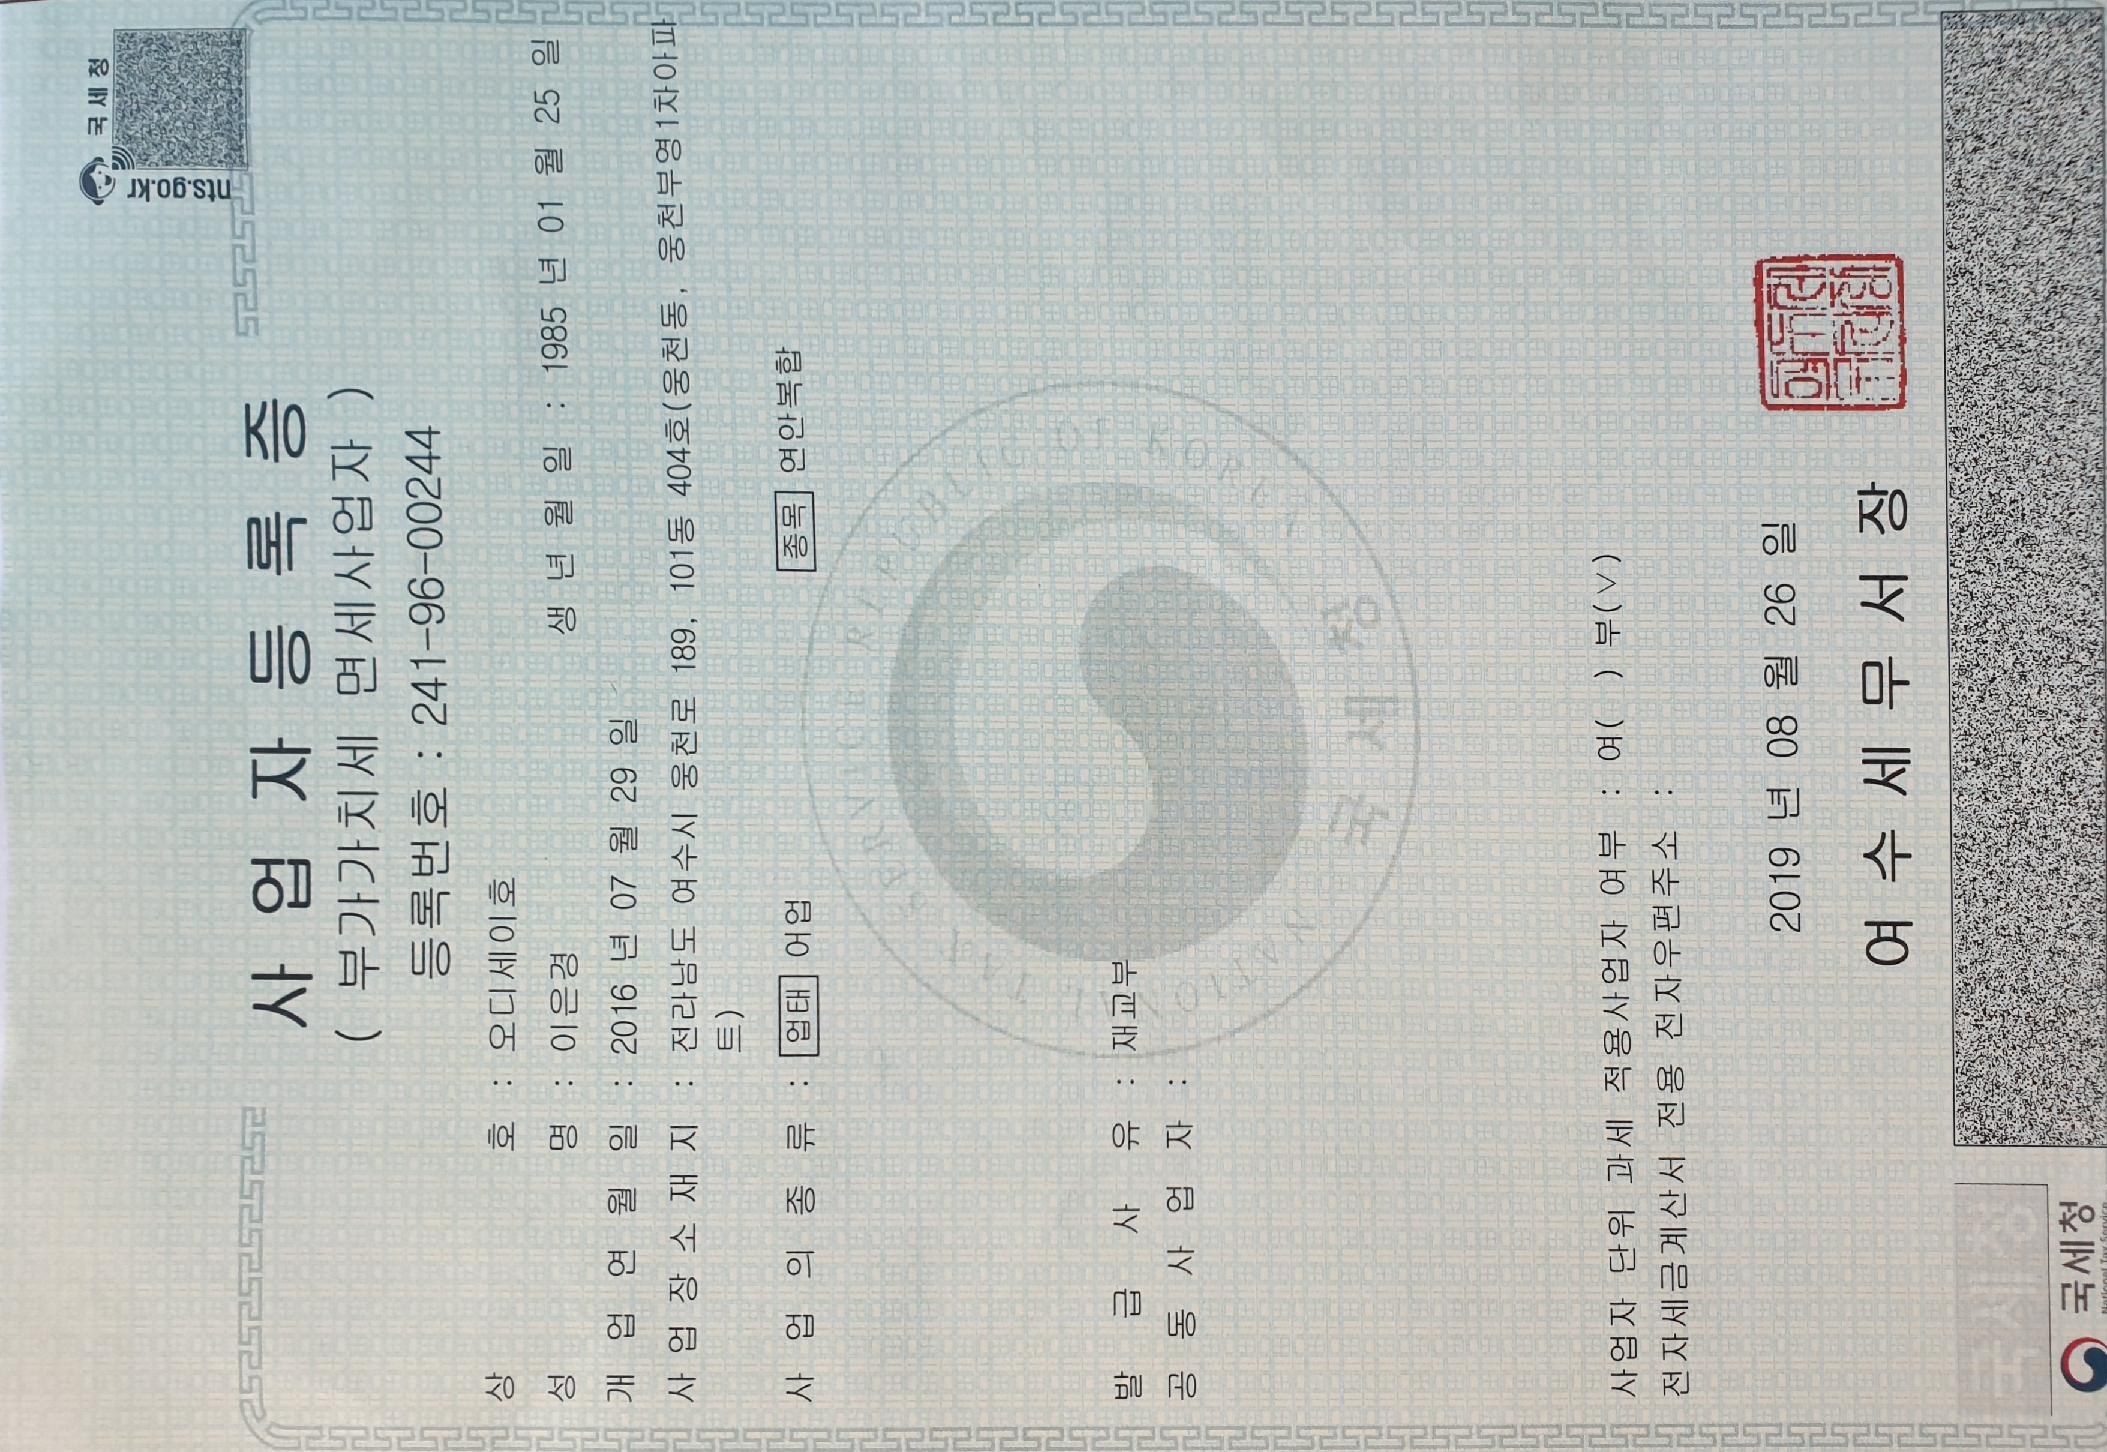 국세청
nts.go.kr
사업자등록증
( 부가가치세 면세사업자 )
등록번호 : 241-96-00244
상 호 : 오디세이호
성 명 : 이은경 생 년 월 일 : 1985 년 01 월 25 일
개 업 연 월 일 : 2016 년 07 월 29 일
사 업 장 소 재 지 : 전라남도 여수시 웅천로 189, 101동 404호(웅천동, 웅천부영1차아파
트)
사 업 의 종 류 : 업태 어업 종목 연안복합
NATIONAL TAX SERVICE REPUBLIC OF KOREA
국세청
발 급 사 유 : 재교부
공 동 사 업 자 :
사업자 단위 과세 적용사업자 여부 : 여( ) 부(∨)
전자세금계산서 전용 전자우편주소 :
2019 년 08 월 26 일
여 수 세 무 서 장
국세청
National Tax Service